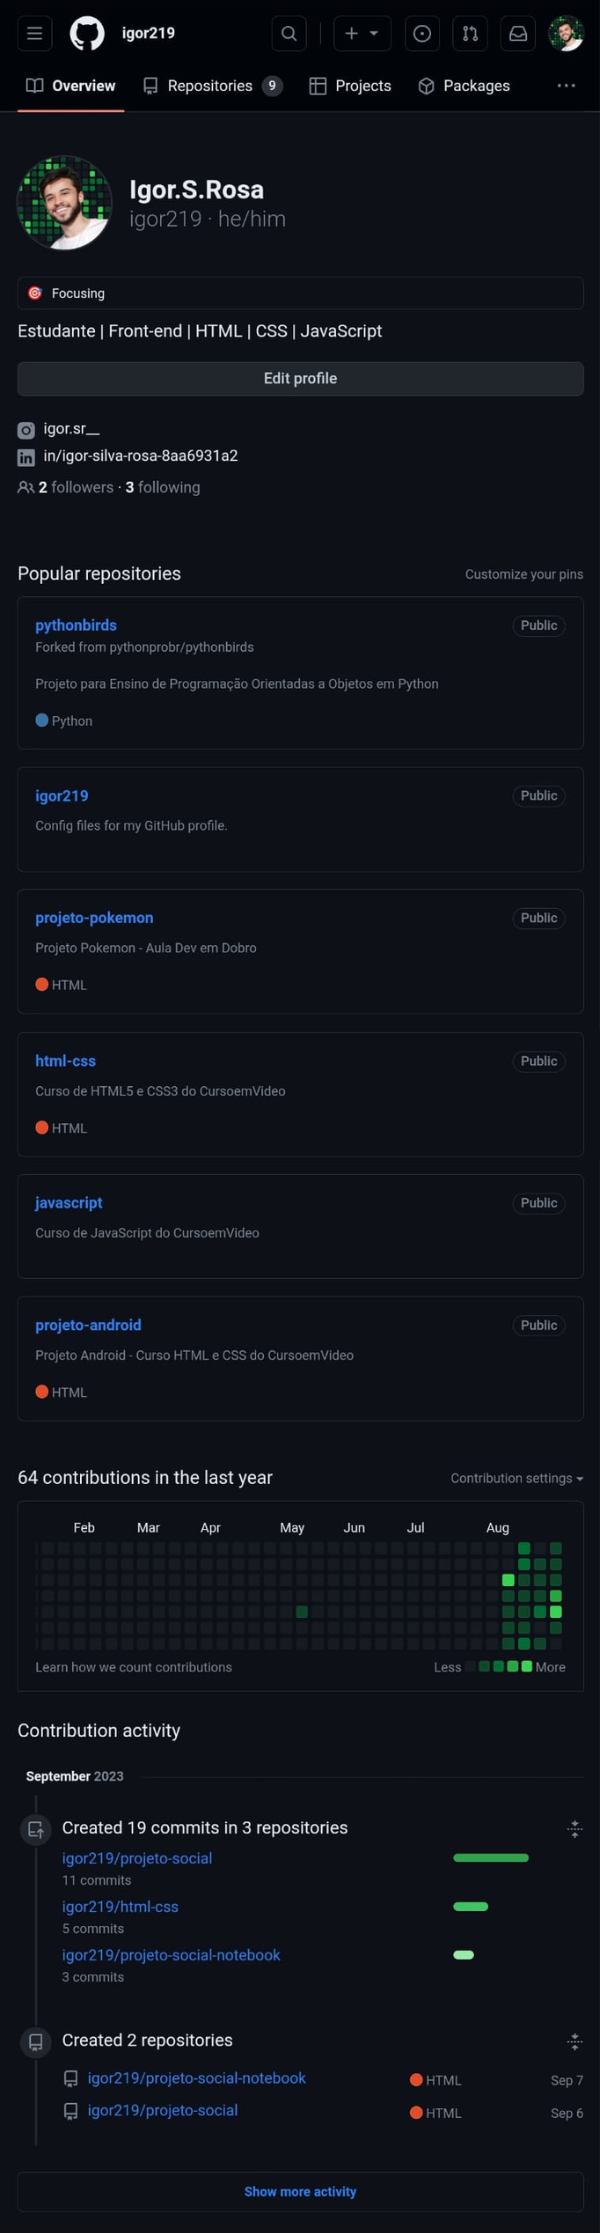 igor219
Overview
Repositories 9
Projects
Packages
Igor.S.Rosa
igor219 · he/him
Focusing
Estudante | Front-end | HTML | CSS | JavaScript
Edit profile
igor.sr__
in/igor-silva-rosa-8aa6931a2
2 followers · 3 following
Popular repositories
Customize your pins
pythonbirds
Public
Forked from pythonprobr/pythonbirds
Projeto para Ensino de Programação Orientadas a Objetos em Python
Python
igor219
Public
Config files for my GitHub profile.
projeto-pokemon
Public
Projeto Pokemon - Aula Dev em Dobro
HTML
html-css
Public
Curso de HTML5 e CSS3 do CursoemVideo
HTML
javascript
Public
Curso de JavaScript do CursoemVideo
projeto-android
Public
Projeto Android - Curso HTML e CSS do CursoemVideo
HTML
64 contributions in the last year
Contribution settings
Feb Mar Apr May Jun Jul Aug
Learn how we count contributions
Less More
Contribution activity
September 2023
Created 19 commits in 3 repositories
igor219/projeto-social
11 commits
igor219/html-css
5 commits
igor219/projeto-social-notebook
3 commits
Created 2 repositories
igor219/projeto-social-notebook HTML Sep 7
igor219/projeto-social HTML Sep 6
Show more activity